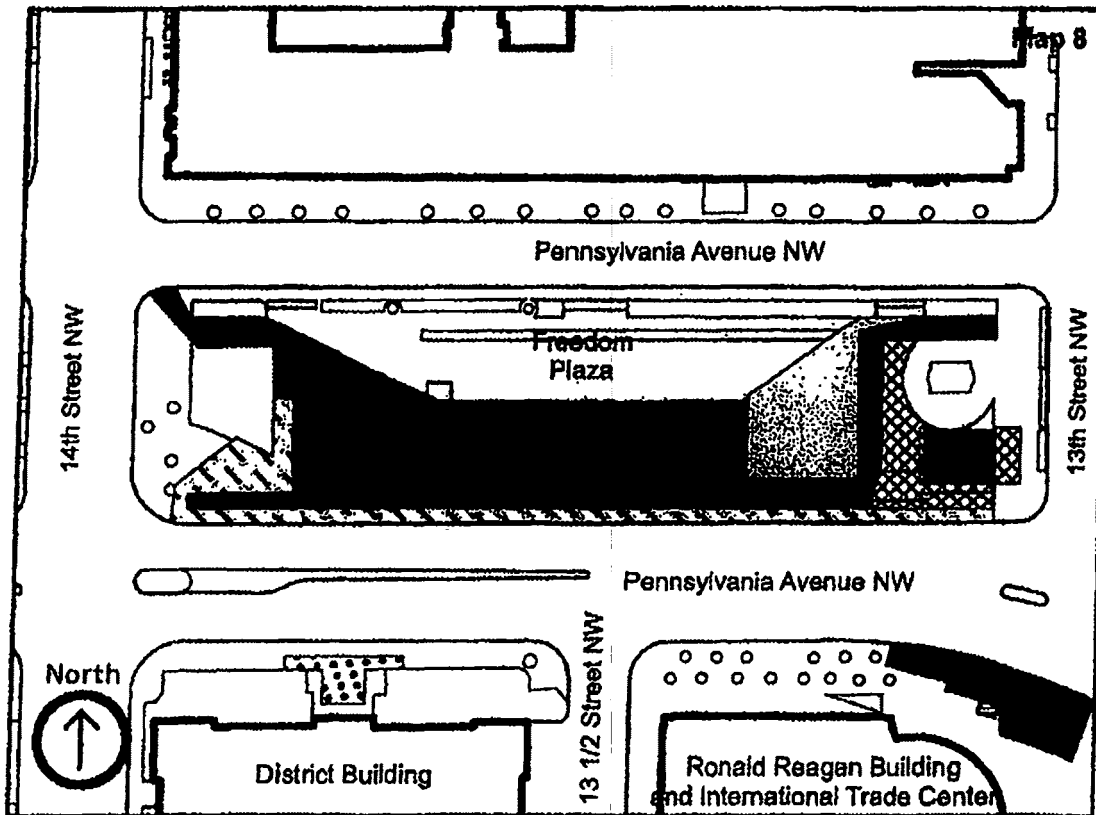 Map 8
Pennsylvania Avenue NW
14th Street NW
Freedom
Plaza
13th Street NW
Pennsylvania Avenue NW
North
13 1/2 Street NW
District Building
Ronald Reagan Building
and International Trade Center